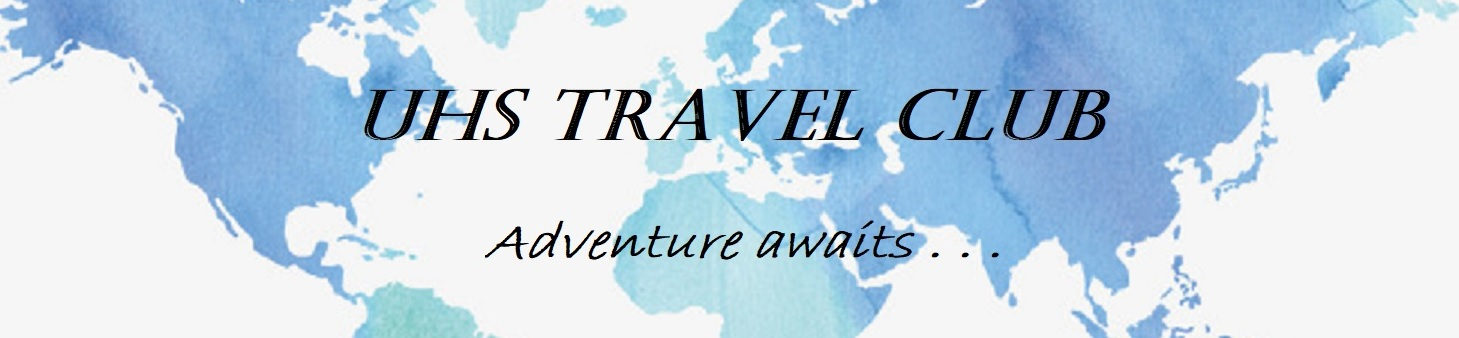 UHS TRAVEL CLUB
Adventure awaits . . .